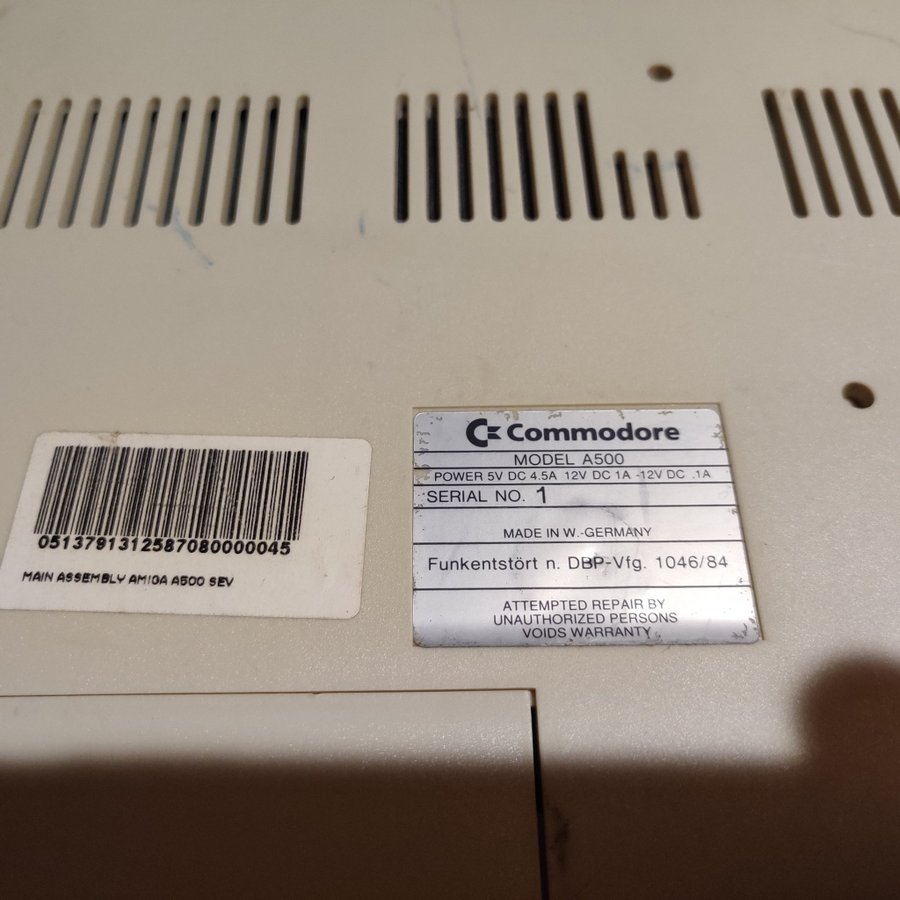 0513791312587080000045
MAIN ASSEMBLY AMIGA A500 SEV
Commodore
MODEL A500
POWER 5V DC 4.5A 12V DC 1A -12V DC .1A
SERIAL NO. 1
MADE IN W.-GERMANY
Funkentstört n. DBP-Vfg. 1046/84
ATTEMPTED REPAIR BY
UNAUTHORIZED PERSONS
VOIDS WARRANTY